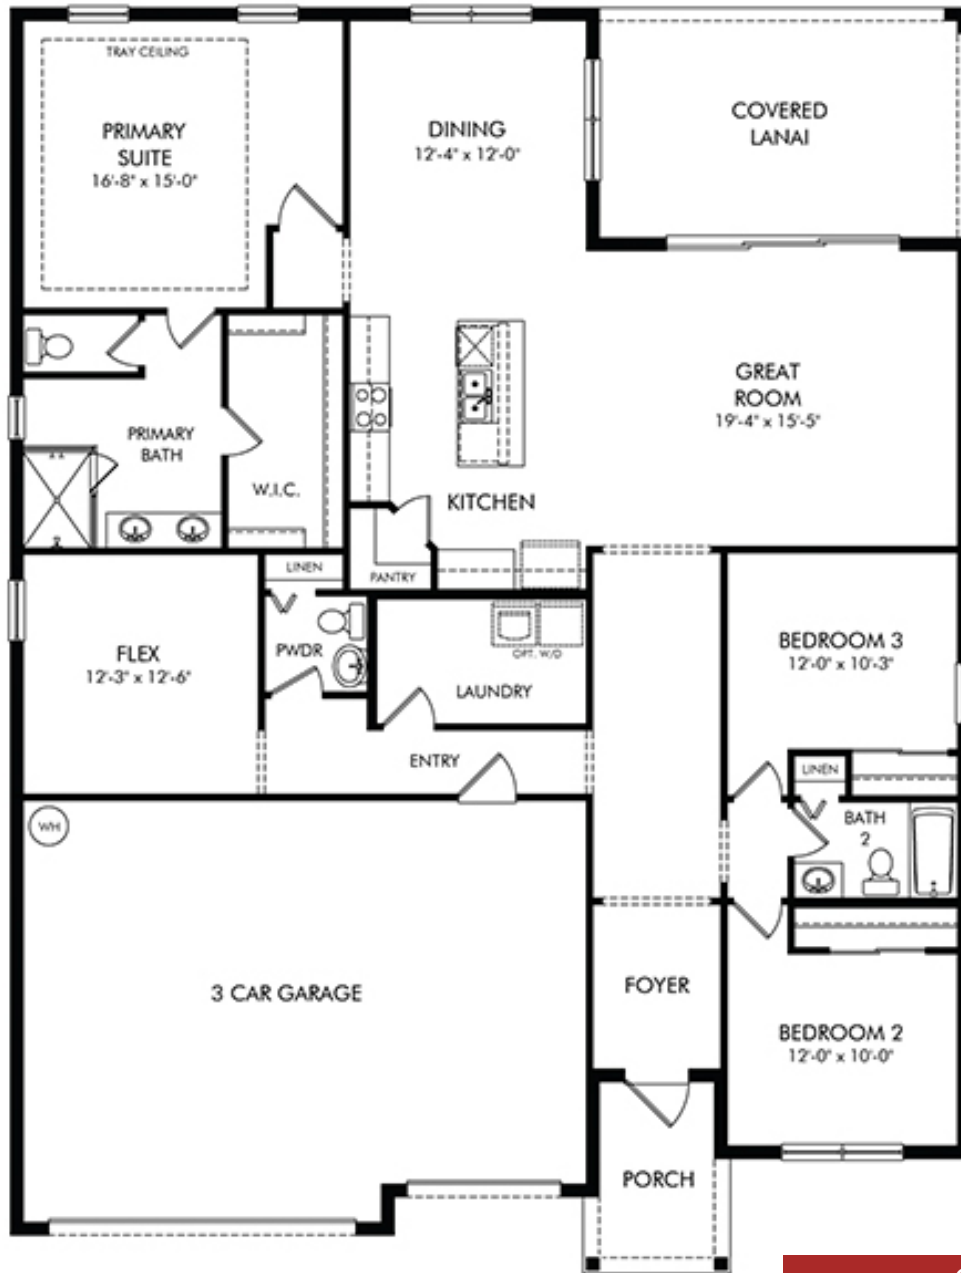 TRAY CEILING
PRIMARY
SUITE
16'-8" x 15'-0"
DINING
12'-4" x 12'-0"
COVERED
LANAI
GREAT
ROOM
19'-4" x 15'-5"
PRIMARY
BATH
W.I.C.
KITCHEN
PANTRY
LINEN
FLEX
12'-3" x 12'-6"
PWDR
OPT. W/D
LAUNDRY
BEDROOM 3
12'-0" x 10'-3"
ENTRY
LINEN
WH
BATH
2
3 CAR GARAGE
FOYER
BEDROOM 2
12'-0" x 10'-0"
PORCH